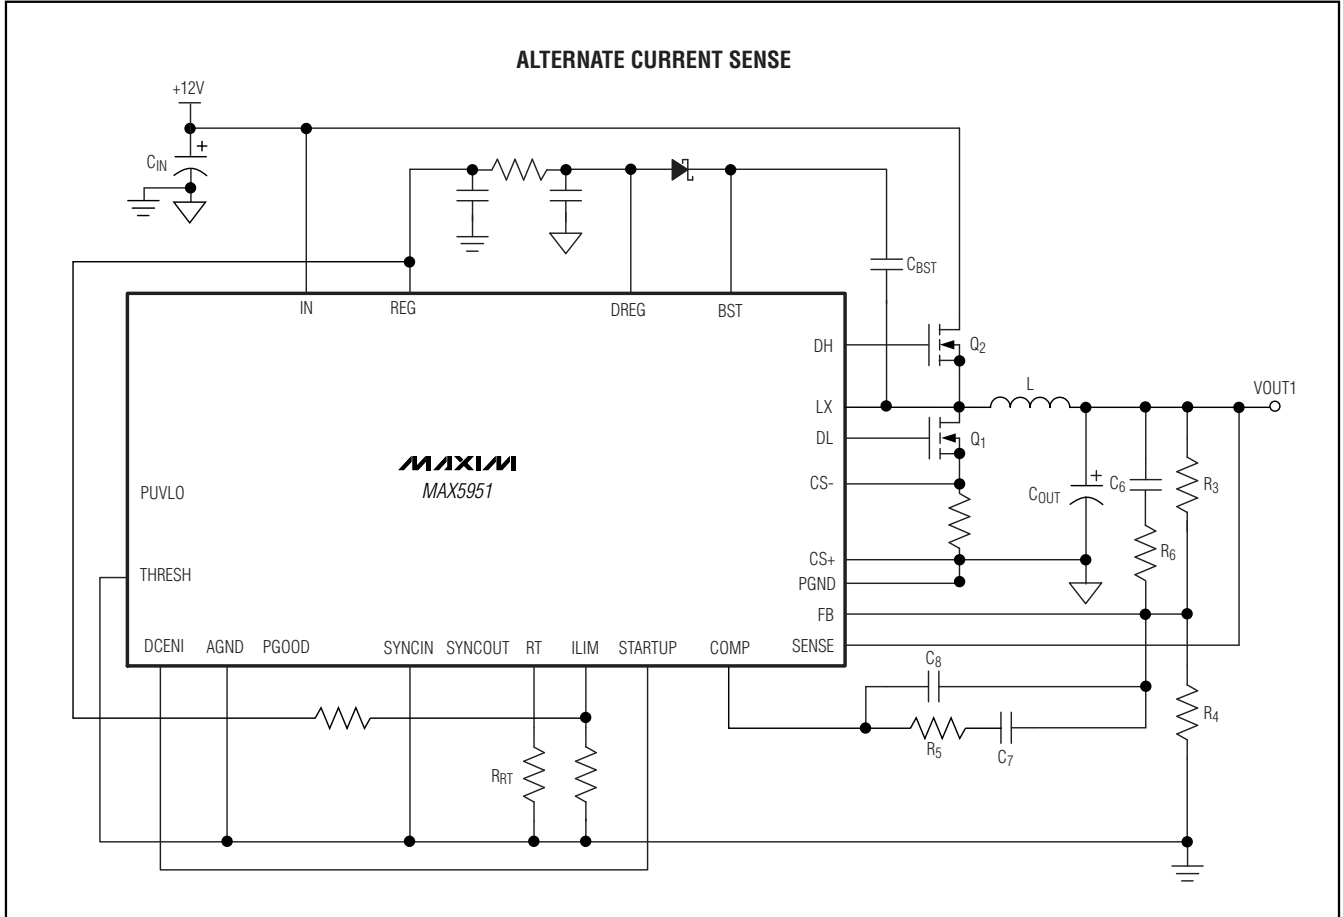 ALTERNATE CURRENT SENSE
+12V
+
CIN
CBST
IN
REG
DREG
BST
DH
Q2
L
VOUT1
LX
DL
Q1
MAXIM
MAX5951
CS-
PUVLO
+
COUT
C6
R3
R6
CS+
THRESH
PGND
FB
DCENI
AGND
PGOOD
SYNCIN
SYNCOUT
RT
ILIM
STARTUP
COMP
SENSE
C8
R4
R5
C7
RRT